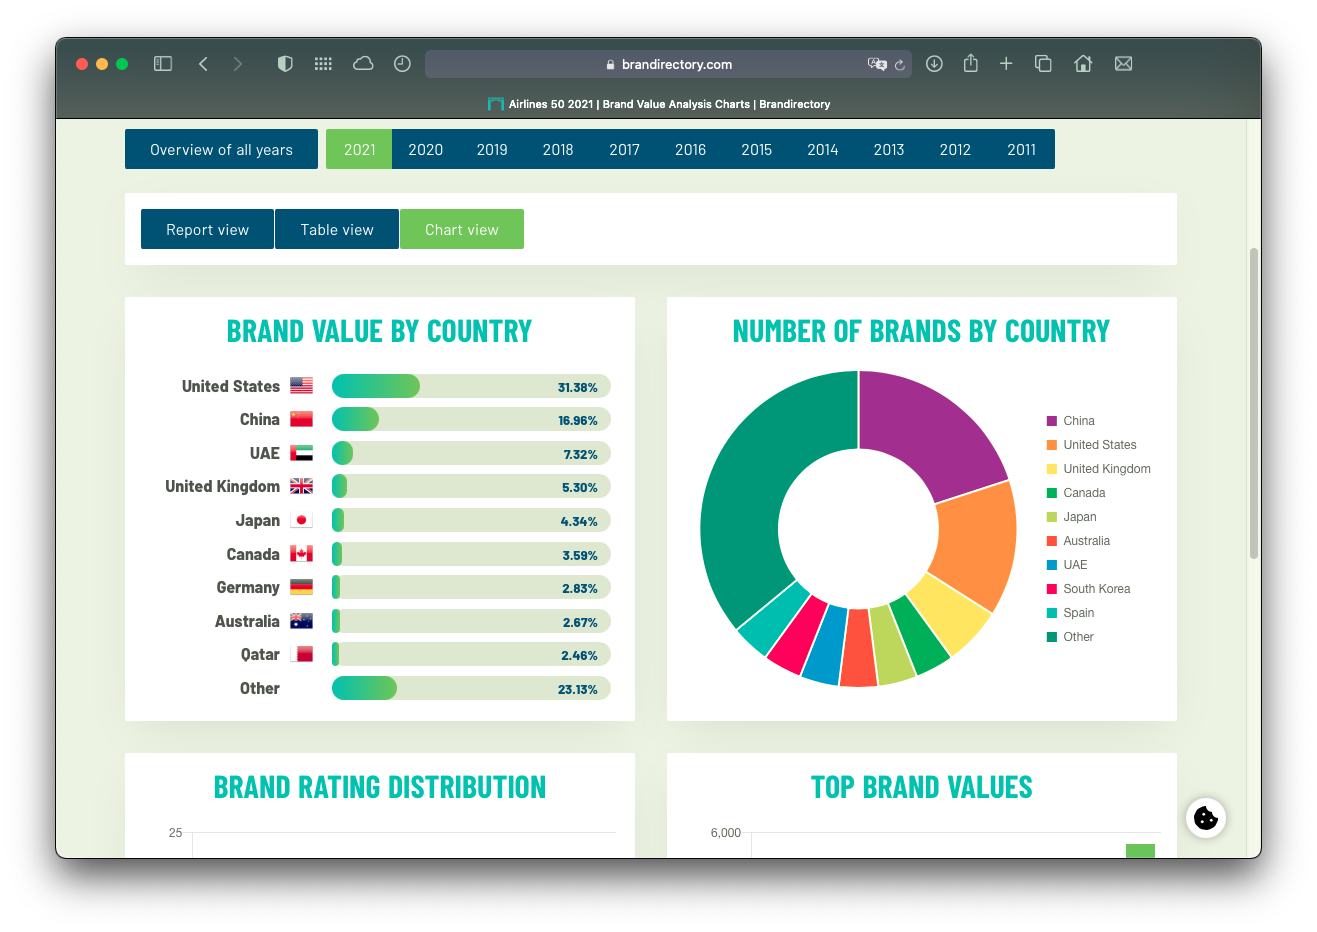 brandirectory.com
Airlines 50 2021 | Brand Value Analysis Charts | Brandirectory
Overview of all years 2021 2020 2019 2018 2017 2016 2015 2014 2013 2012 2011
Report view Table view Chart view
BRAND VALUE BY COUNTRY
United States 31.38%
China 16.96%
UAE 7.32%
United Kingdom 5.30%
Japan 4.34%
Canada 3.59%
Germany 2.83%
Australia 2.67%
Qatar 2.46%
Other 23.13%
NUMBER OF BRANDS BY COUNTRY
China
United States
United Kingdom
Canada
Japan
Australia
UAE
South Korea
Spain
Other
BRAND RATING DISTRIBUTION
25
TOP BRAND VALUES
6,000